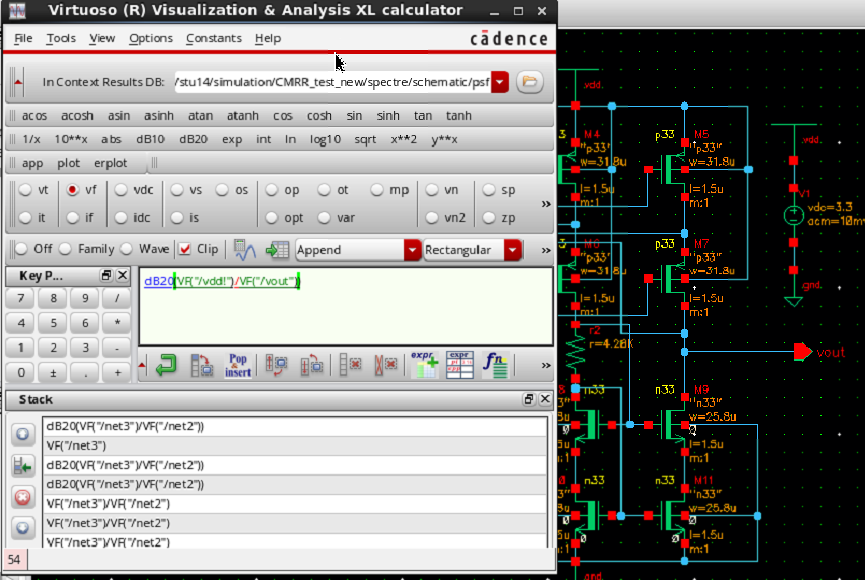 Virtuoso (R) Visualization & Analysis XL calculator
File Tools View Options Constants Help
cādence
In Context Results DB: /stu14/simulation/CMRR_test_new/spectre/schematic/psf
acos acosh asin asinh atan atanh cos cosh sin sinh tan tanh
1/x 10**x abs dB10 dB20 exp int ln log10 sqrt x**2 y**x
app plot erplot
vt vf vdc vs os op ot mp vn sp
it if idc is opt var vn2 zp
»
Off Family Wave Clip Append Rectangular »
Key P...
7 8 9 /
4 5 6 *
1 2 3 -
0 ± . +
dB20(VF("/vdd!")/VF("/vout"))
Pop insert expr expr fn »
Stack
dB20(VF("/net3")/VF("/net2"))
VF("/net3")
dB20(VF("/net3")/VF("/net2"))
dB20(VF("/net3")/VF("/net2"))
VF("/net3")/VF("/net2")
VF("/net3")/VF("/net2")
VF("/net3")/VF("/net2")
54
vdd
M4
"p33"
w=31.8u
l=1.5u
m:1
p33 M5
"p33"
w=31.8u
l=1.5u
m:1
vdd
V1
vdc=3.3
acm=10m
gnd
w=31.8u
l=1.5u
m:1
p33 M7
"p33"
w=31.8u
l=1.5u
m:1
r2
r=4.28K
vout
n33
n33 M9
"n33"
w=25.8u
l=1.5u
m:1
n33
n33 M11
"n33"
w=25.8u
l=1.5u
m:1
gnd